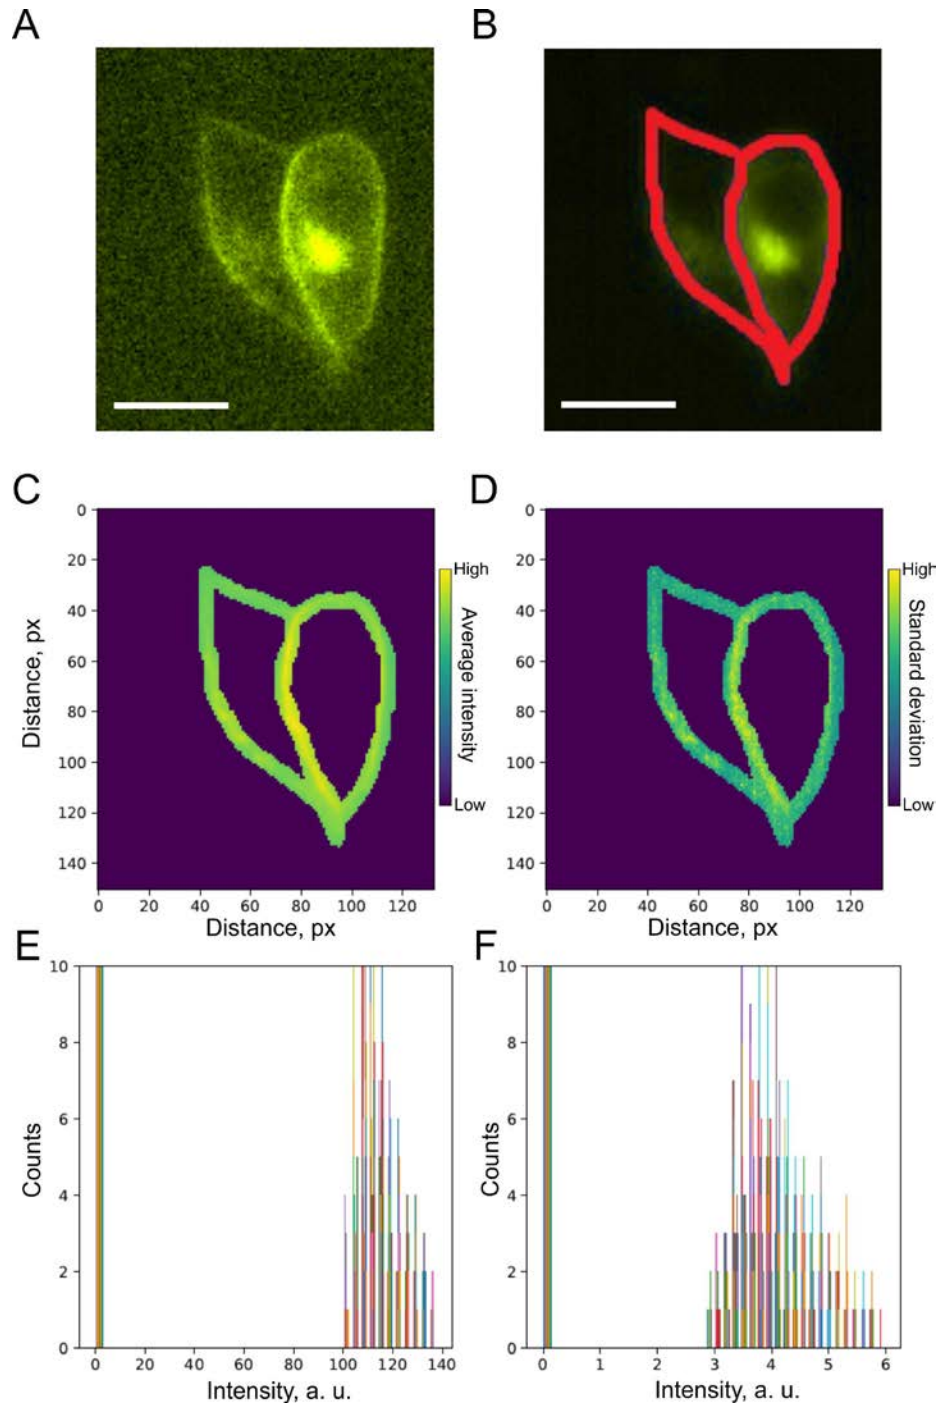 A
B
C
D
0
20
40
60
80
100
120
140
Distance, px
0 20 40 60 80 100 120
Distance, px
High
Average intensity
Low
0
20
40
60
80
100
120
140
0 20 40 60 80 100 120
Distance, px
High
Standard deviation
Low
E
10
8
6
4
2
0
Counts
0 20 40 60 80 100 120 140
Intensity, a. u.
F
10
8
6
4
2
0
Counts
0 1 2 3 4 5 6
Intensity, a. u.